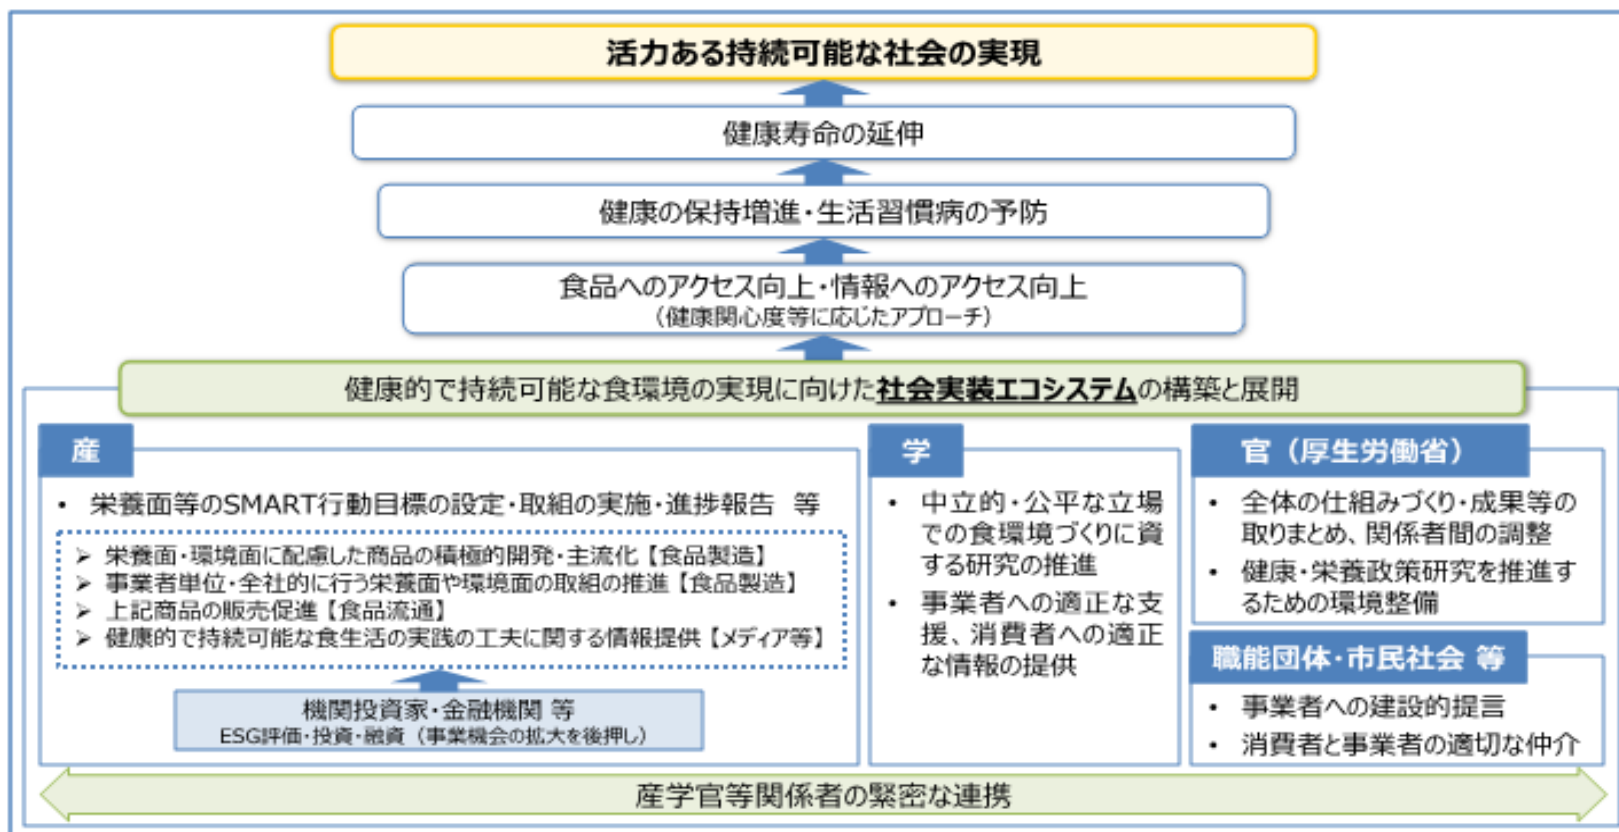 活力ある持続可能な社会の実現
健康寿命の延伸
健康の保持増進・生活習慣病の予防
食品へのアクセス向上・情報へのアクセス向上
（健康関心度等に応じたアプローチ）
健康的で持続可能な食環境の実現に向けた社会実装エコシステムの構築と展開
産
• 栄養面等のSMART行動目標の設定・取組の実施・進捗報告 等
➢ 栄養面・環境面に配慮した商品の積極的開発・主流化【食品製造】
➢ 事業者単位・全社的に行う栄養面や環境面の取組の推進【食品製造】
➢ 上記商品の販売促進【食品流通】
➢ 健康的で持続可能な食生活の実践の工夫に関する情報提供【メディア等】
機関投資家・金融機関 等
ESG評価・投資・融資（事業機会の拡大を後押し）
学
• 中立的・公平な立場
での食環境づくりに資
する研究の推進
• 事業者への適正な支
援、消費者への適正
な情報の提供
官（厚生労働省）
• 全体の仕組みづくり・成果等の
取りまとめ、関係者間の調整
• 健康・栄養政策研究を推進す
るための環境整備
職能団体・市民社会 等
• 事業者への建設的提言
• 消費者と事業者の適切な仲介
産学官等関係者の緊密な連携